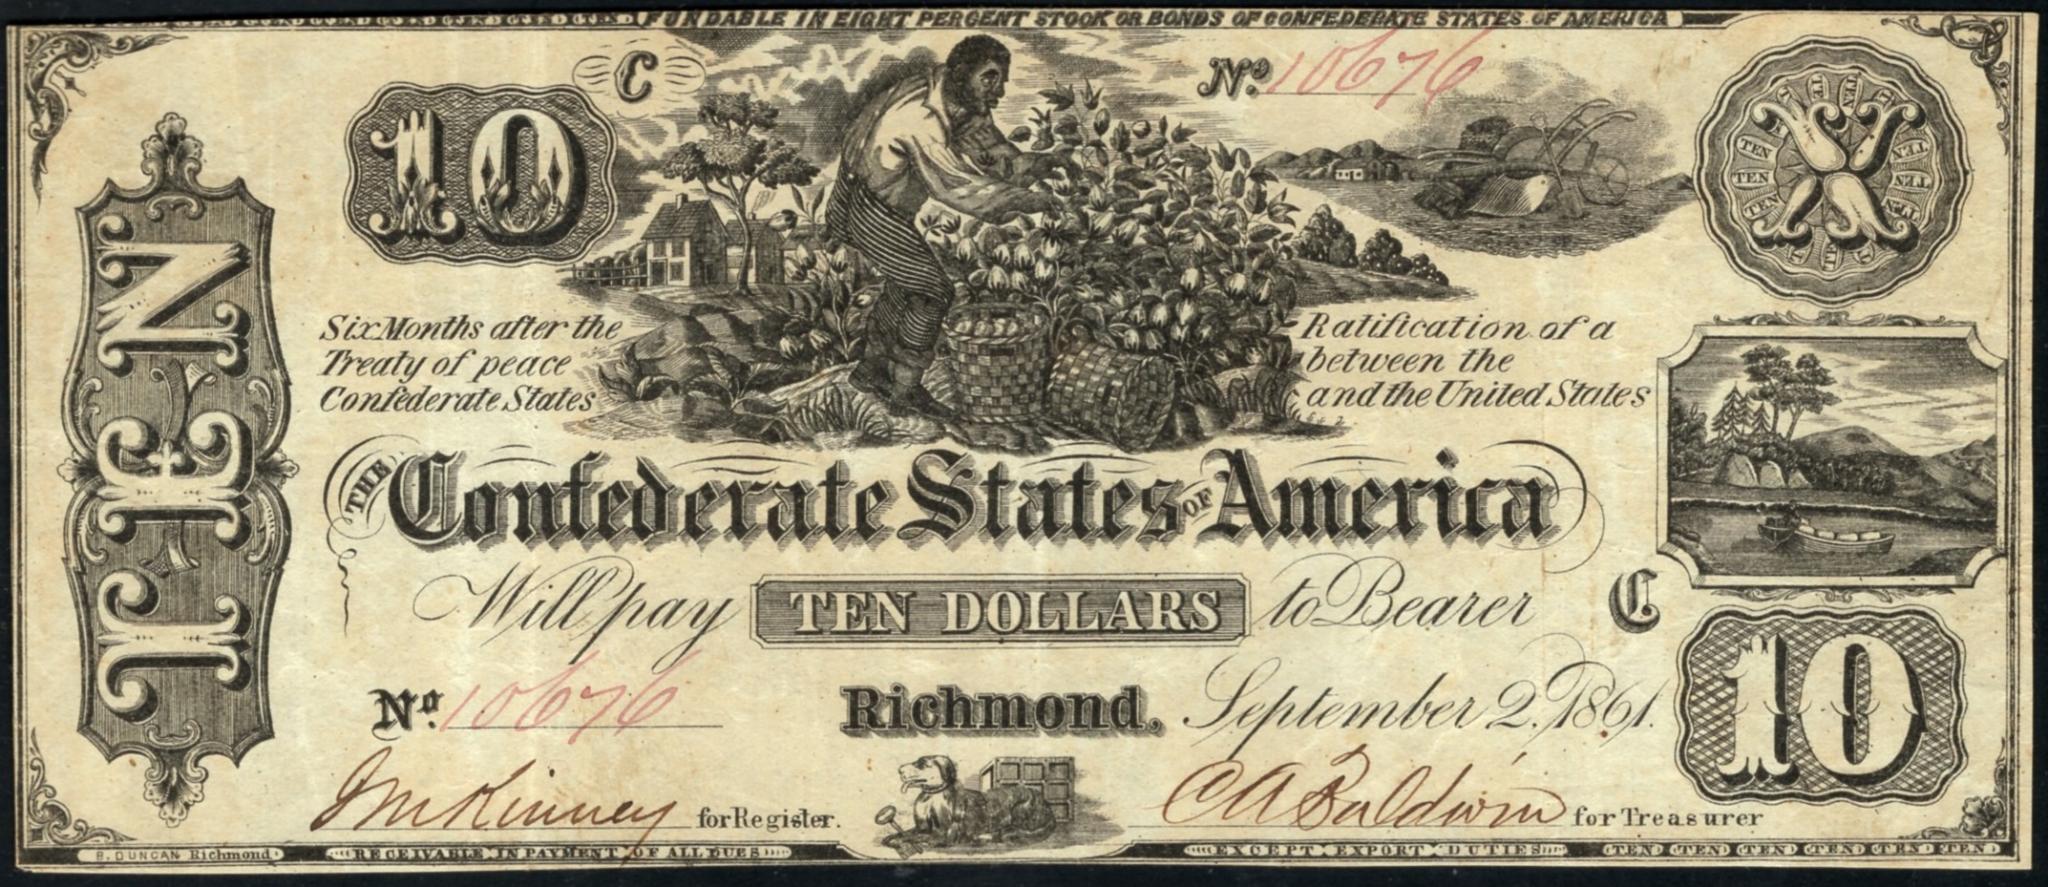 FUNDABLE IN EIGHT PERCENT STOCK OR BONDS OF CONFEDERATE STATES OF AMERICA
C
No. 10676
10
X
TEN
Six Months after the Ratification of a
Treaty of peace between the
Confederate States and the United States
THE Confederate States OF America
Will pay TEN DOLLARS to Bearer
C
No. 10676
Richmond, September 2, 1861.
10
J McKinney for Register.
C A Baldwin for Treasurer
B. DUNCAN Richmond
RECEIVABLE IN PAYMENT OF ALL DUES
EXCEPT EXPORT DUTIES
TEN TEN TEN TEN TEN TEN